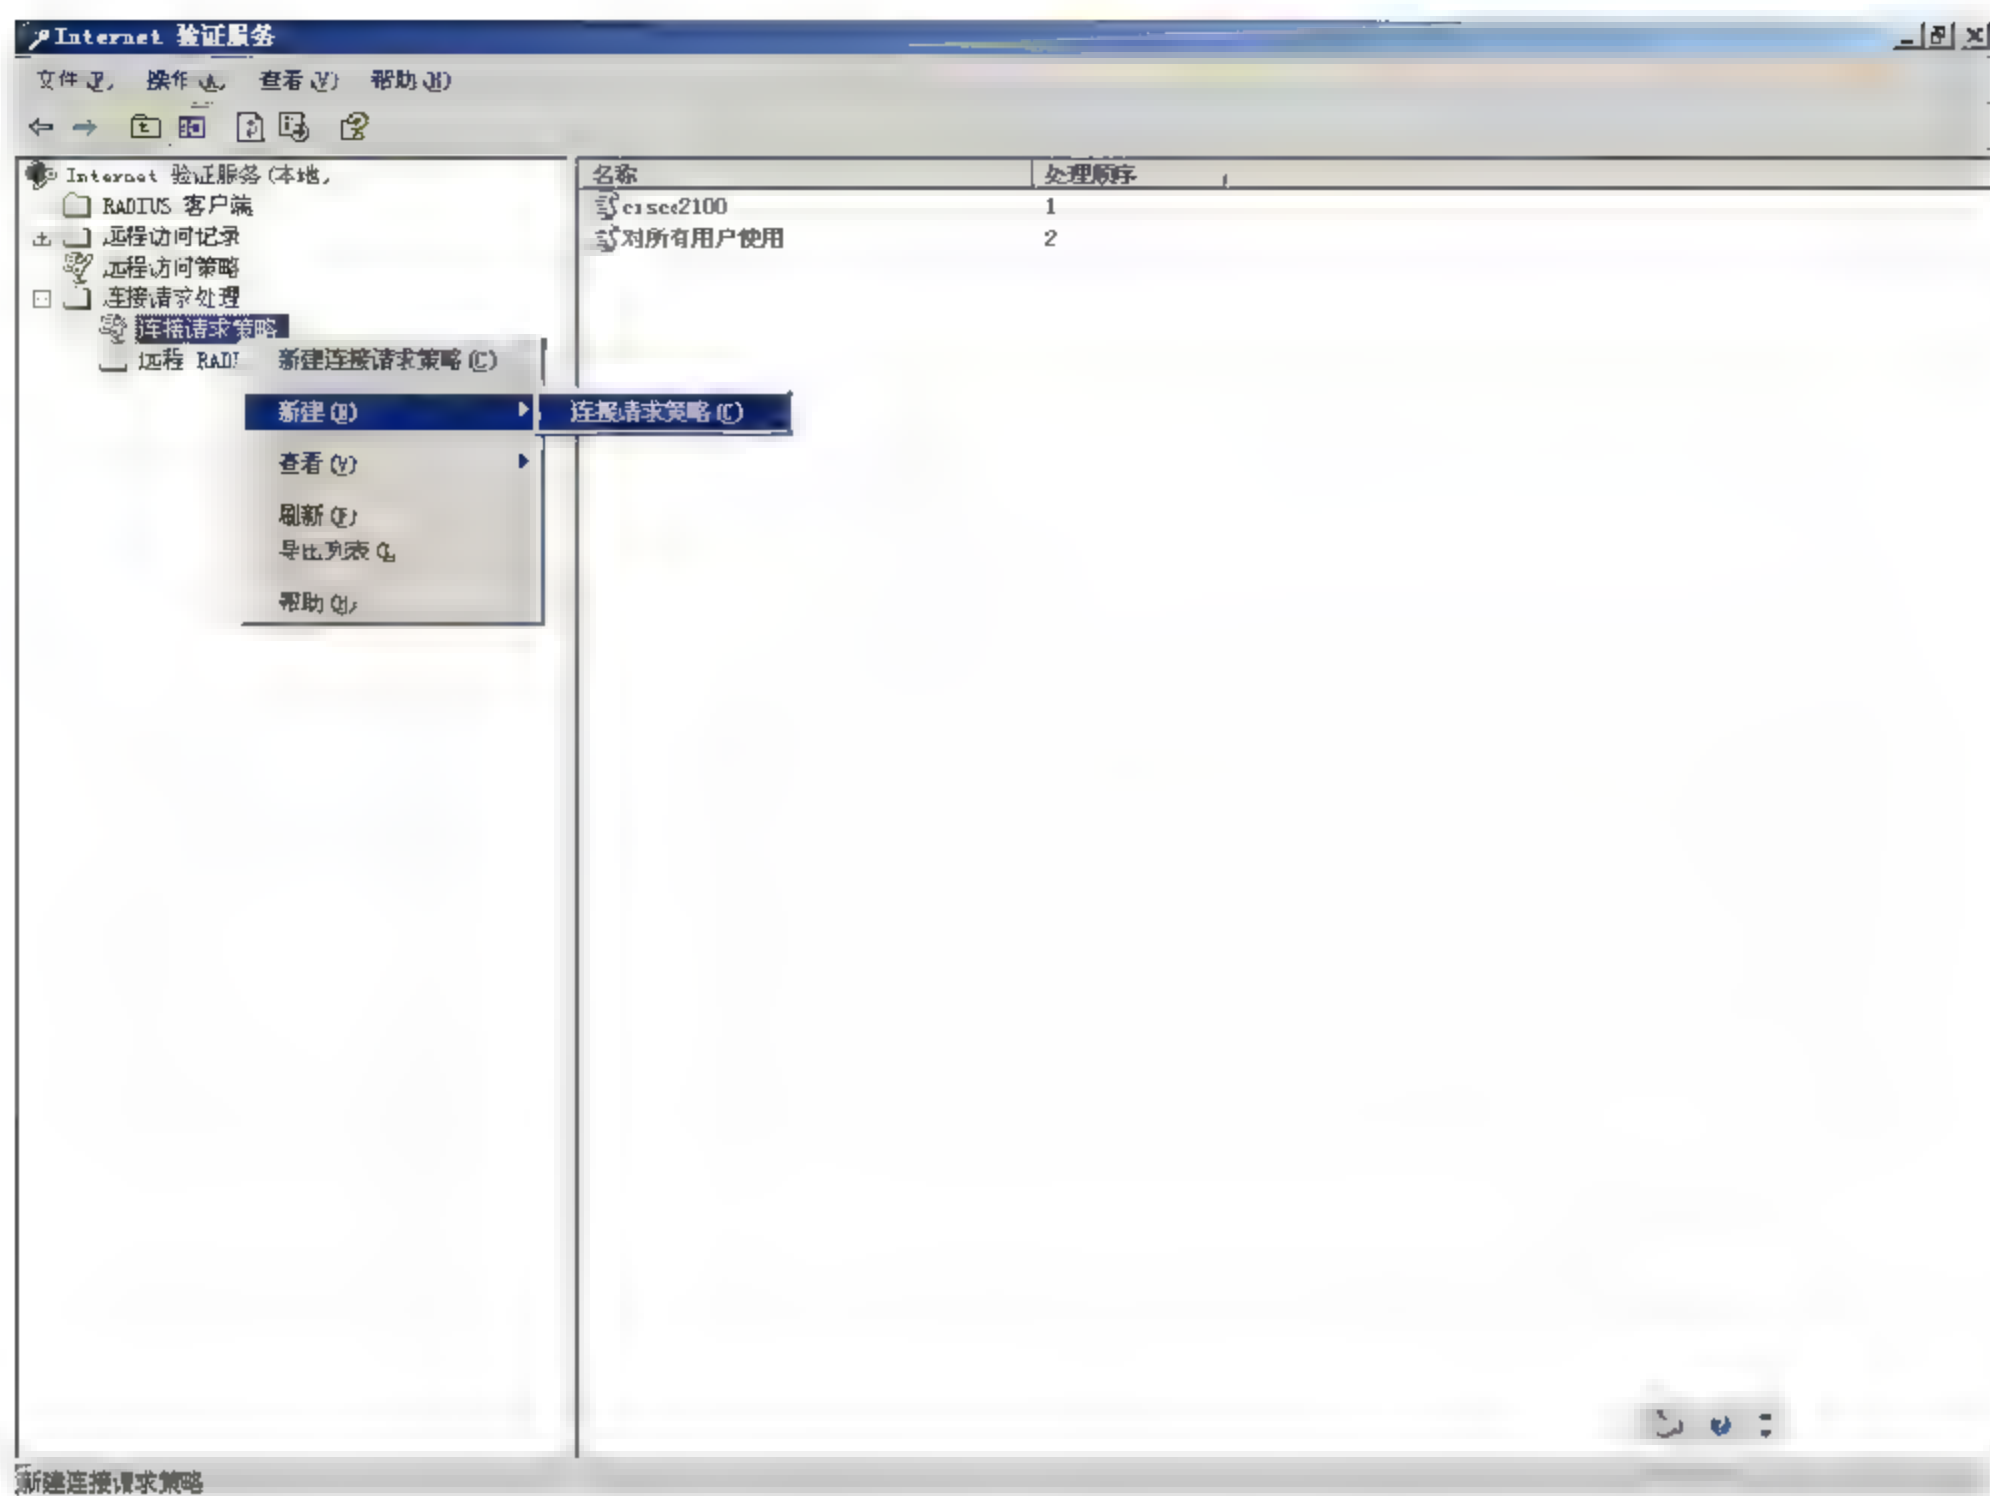 Internet 验证服务
文件(F) 操作(A) 查看(V) 帮助(H)
Internet 验证服务(本地)
RADIUS 客户端
远程访问记录
远程访问策略
连接请求处理
连接请求策略
远程 RADI
新建连接请求策略(C)
新建(N)
连接请求策略(C)
查看(V)
刷新(F)
导出列表(L)
帮助(H)
名称 处理顺序
cisco2100 1
对所有用户使用 2
新建连接请求策略